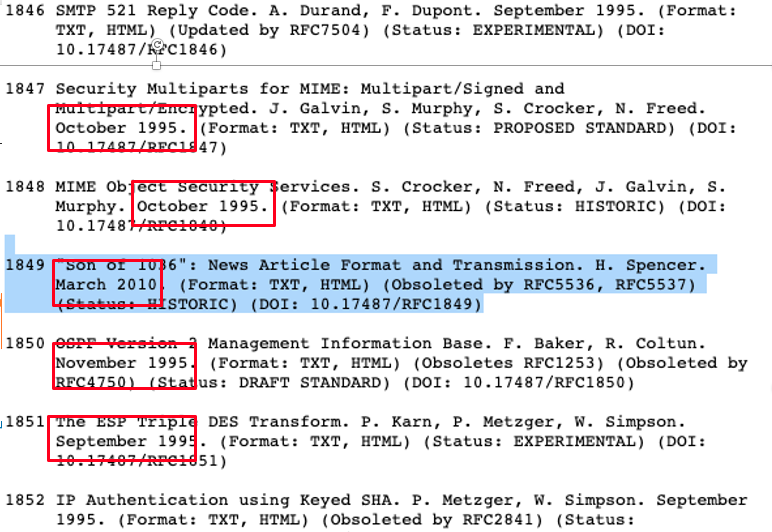 1846 SMTP 521 Reply Code. A. Durand, F. Dupont. September 1995. (Format:
TXT, HTML) (Updated by RFC7504) (Status: EXPERIMENTAL) (DOI:
10.17487/RFC1846)
1847 Security Multiparts for MIME: Multipart/Signed and
Multipart/Encrypted. J. Galvin, S. Murphy, S. Crocker, N. Freed.
October 1995. (Format: TXT, HTML) (Status: PROPOSED STANDARD) (DOI:
10.17487/RFC1847)
1848 MIME Object Security Services. S. Crocker, N. Freed, J. Galvin, S.
Murphy. October 1995. (Format: TXT, HTML) (Status: HISTORIC) (DOI:
10.17487/RFC1848)
1849 "Son of 1036": News Article Format and Transmission. H. Spencer.
March 2010. (Format: TXT, HTML) (Obsoleted by RFC5536, RFC5537)
(Status: HISTORIC) (DOI: 10.17487/RFC1849)
1850 OSPF Version 2 Management Information Base. F. Baker, R. Coltun.
November 1995. (Format: TXT, HTML) (Obsoletes RFC1253) (Obsoleted by
RFC4750) (Status: DRAFT STANDARD) (DOI: 10.17487/RFC1850)
1851 The ESP Triple DES Transform. P. Karn, P. Metzger, W. Simpson.
September 1995. (Format: TXT, HTML) (Status: EXPERIMENTAL) (DOI:
10.17487/RFC1851)
1852 IP Authentication using Keyed SHA. P. Metzger, W. Simpson. September
1995. (Format: TXT, HTML) (Obsoleted by RFC2841) (Status: